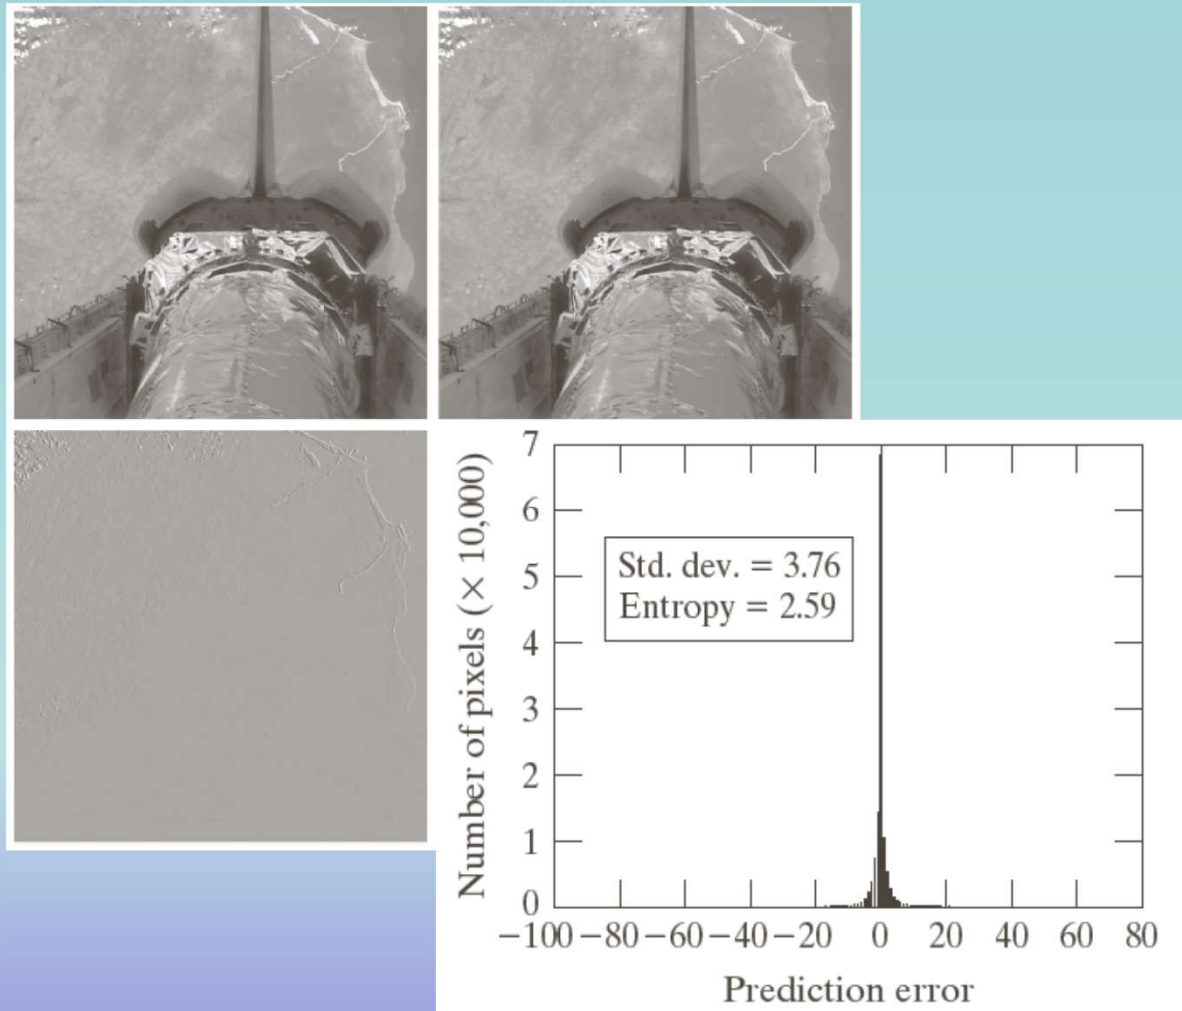 7
6
5
4
3
2
1
0
Number of pixels (× 10,000)
Std. dev. = 3.76
Entropy = 2.59
−100 −80 −60 −40 −20 0 20 40 60 80
Prediction error